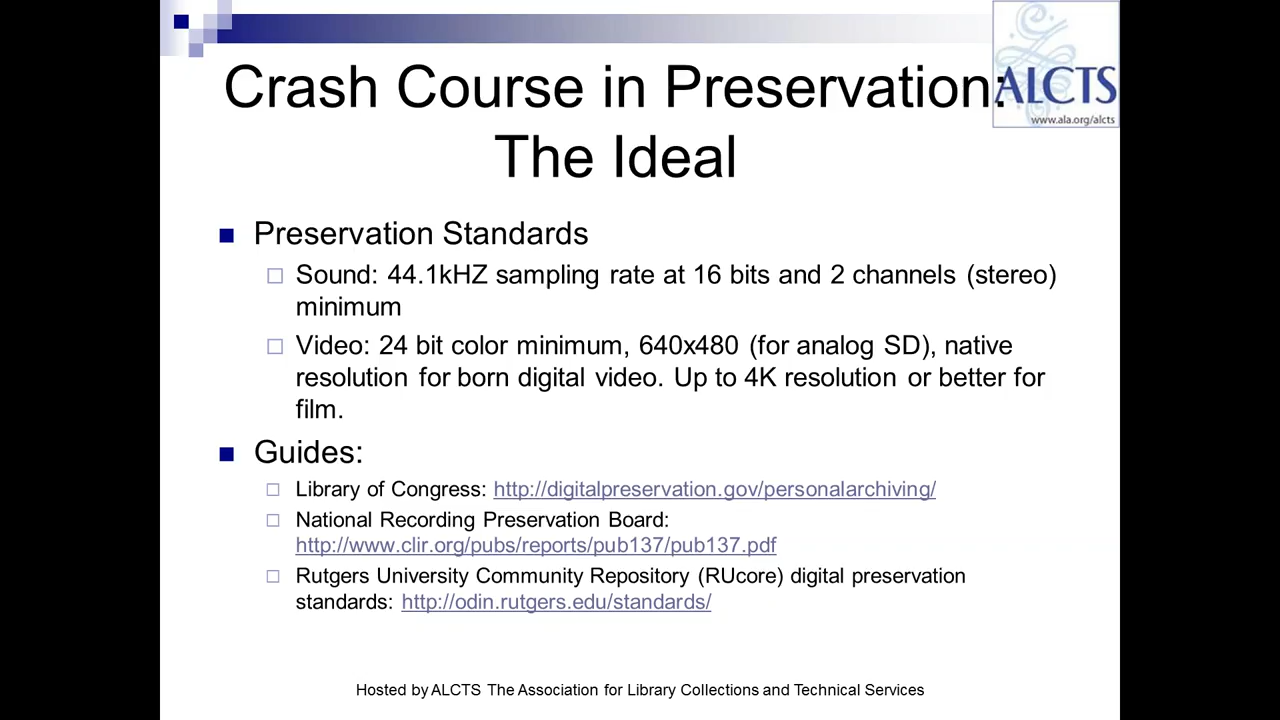 Crash Course in Preservation:
The Ideal
ALCTS
www.ala.org/alcts
Preservation Standards
Sound: 44.1kHZ sampling rate at 16 bits and 2 channels (stereo)
minimum
Video: 24 bit color minimum, 640x480 (for analog SD), native
resolution for born digital video. Up to 4K resolution or better for
film.
Guides:
Library of Congress: http://digitalpreservation.gov/personalarchiving/
National Recording Preservation Board:
http://www.clir.org/pubs/reports/pub137/pub137.pdf
Rutgers University Community Repository (RUcore) digital preservation
standards: http://odin.rutgers.edu/standards/
Hosted by ALCTS The Association for Library Collections and Technical Services